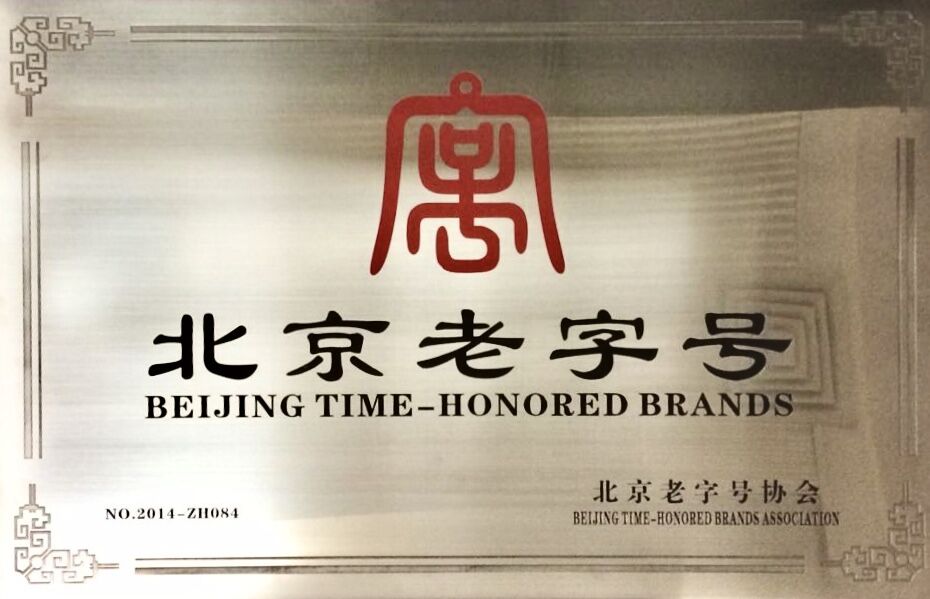 北京老字号
BEIJING TIME-HONORED BRANDS
NO.2014-ZH084
北京老字号协会
BEIJING TIME-HONORED BRANDS ASSOCIATION